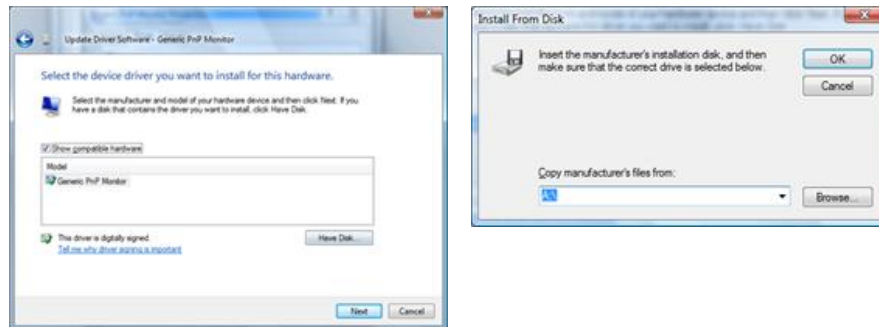 Update Driver Software - Generic PnP Monitor
Select the device driver you want to install for this hardware.
Select the manufacturer and model of your hardware device and then click Next. If you
have a disk that contains the driver you want to install, click Have Disk.
Show compatible hardware
Model
Generic PnP Monitor
This driver is digitally signed.
Tell me why driver signing is important
Have Disk...
Next
Cancel
Install From Disk
Insert the manufacturer's installation disk, and then
make sure that the correct drive is selected below.
OK
Cancel
Copy manufacturer's files from:
A:\
Browse...